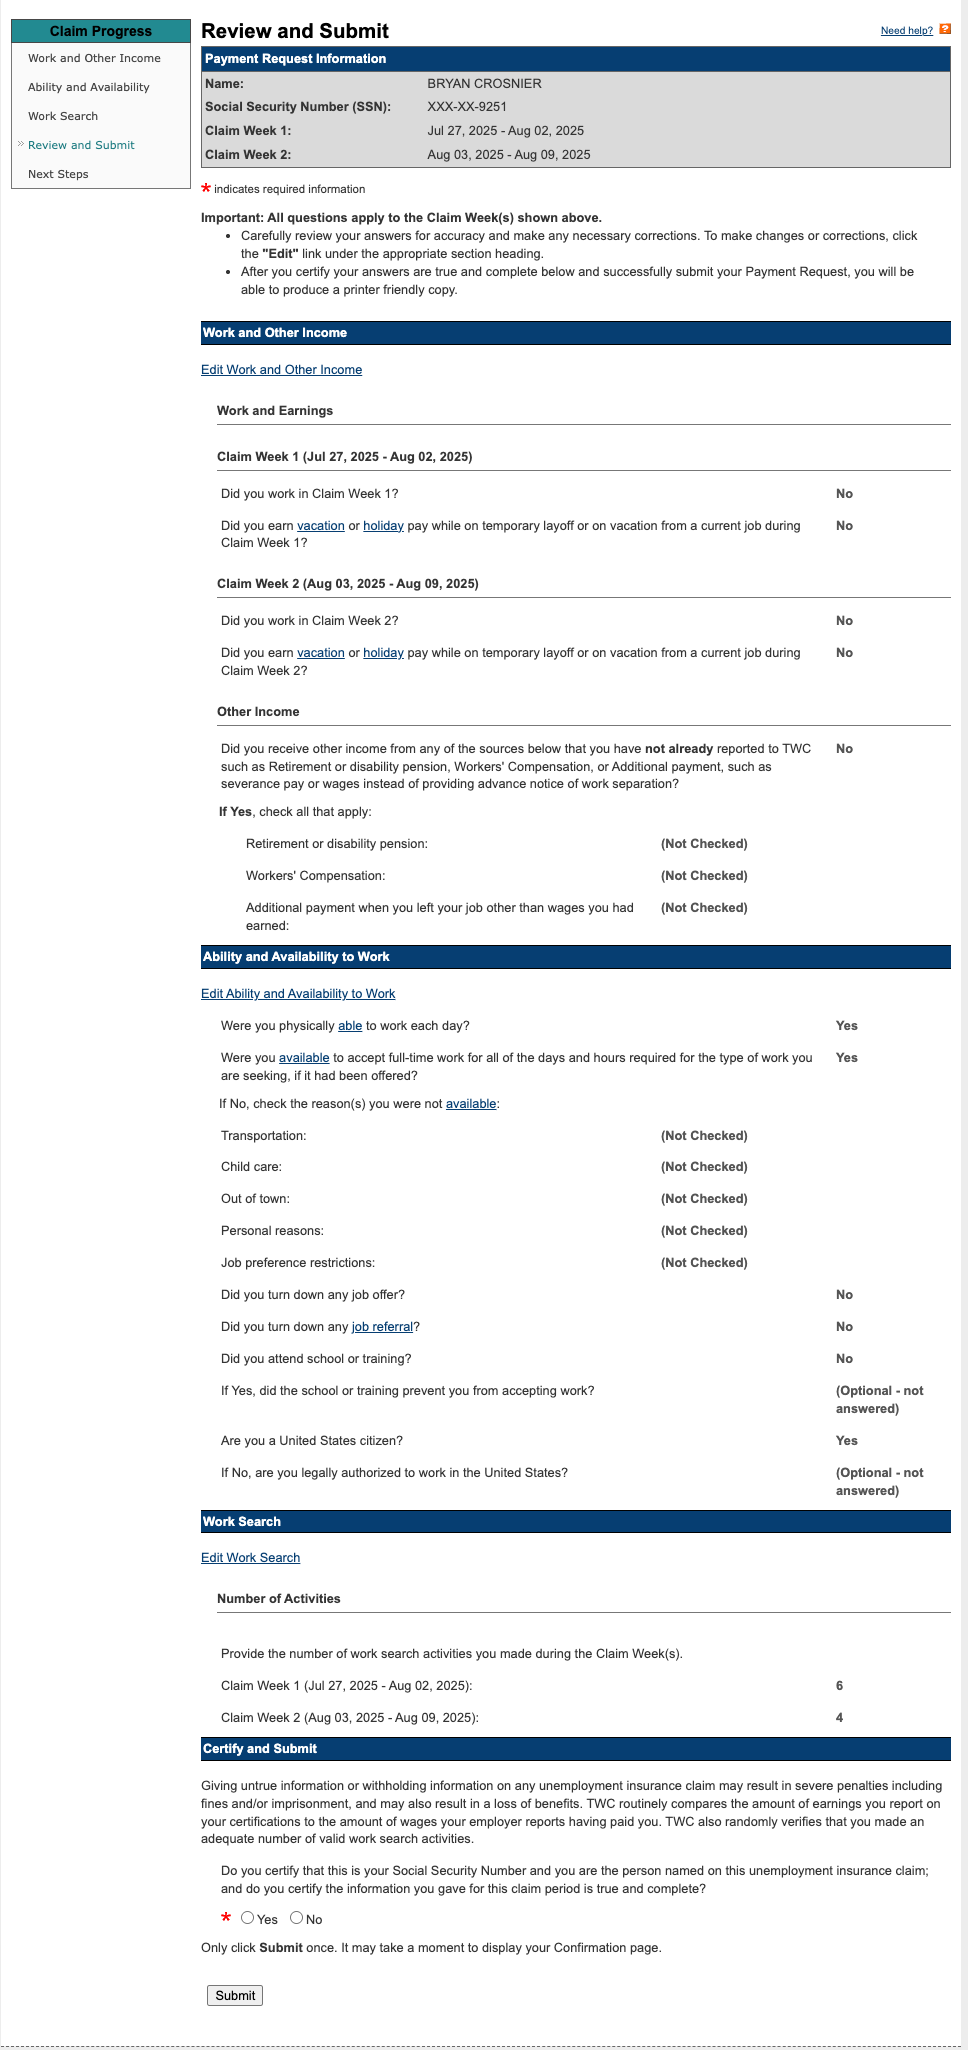 Claim Progress
Work and Other Income
Ability and Availability
Work Search
Review and Submit
Next Steps
Review and Submit
Need help?
Payment Request Information
Name: BRYAN CROSNIER
Social Security Number (SSN): XXX-XX-9251
Claim Week 1: Jul 27, 2025 - Aug 02, 2025
Claim Week 2: Aug 03, 2025 - Aug 09, 2025
* indicates required information
Important: All questions apply to the Claim Week(s) shown above.
• Carefully review your answers for accuracy and make any necessary corrections. To make changes or corrections, click
the "Edit" link under the appropriate section heading.
• After you certify your answers are true and complete below and successfully submit your Payment Request, you will be
able to produce a printer friendly copy.
Work and Other Income
Edit Work and Other Income
Work and Earnings
Claim Week 1 (Jul 27, 2025 - Aug 02, 2025)
Did you work in Claim Week 1? No
Did you earn vacation or holiday pay while on temporary layoff or on vacation from a current job during No
Claim Week 1?
Claim Week 2 (Aug 03, 2025 - Aug 09, 2025)
Did you work in Claim Week 2? No
Did you earn vacation or holiday pay while on temporary layoff or on vacation from a current job during No
Claim Week 2?
Other Income
Did you receive other income from any of the sources below that you have not already reported to TWC No
such as Retirement or disability pension, Workers' Compensation, or Additional payment, such as
severance pay or wages instead of providing advance notice of work separation?
If Yes, check all that apply:
Retirement or disability pension: (Not Checked)
Workers' Compensation: (Not Checked)
Additional payment when you left your job other than wages you had (Not Checked)
earned:
Ability and Availability to Work
Edit Ability and Availability to Work
Were you physically able to work each day? Yes
Were you available to accept full-time work for all of the days and hours required for the type of work you Yes
are seeking, if it had been offered?
If No, check the reason(s) you were not available:
Transportation: (Not Checked)
Child care: (Not Checked)
Out of town: (Not Checked)
Personal reasons: (Not Checked)
Job preference restrictions: (Not Checked)
Did you turn down any job offer? No
Did you turn down any job referral? No
Did you attend school or training? No
If Yes, did the school or training prevent you from accepting work? (Optional - not
answered)
Are you a United States citizen? Yes
If No, are you legally authorized to work in the United States? (Optional - not
answered)
Work Search
Edit Work Search
Number of Activities
Provide the number of work search activities you made during the Claim Week(s).
Claim Week 1 (Jul 27, 2025 - Aug 02, 2025): 6
Claim Week 2 (Aug 03, 2025 - Aug 09, 2025): 4
Certify and Submit
Giving untrue information or withholding information on any unemployment insurance claim may result in severe penalties including
fines and/or imprisonment, and may also result in a loss of benefits. TWC routinely compares the amount of earnings you report on
your certifications to the amount of wages your employer reports having paid you. TWC also randomly verifies that you made an
adequate number of valid work search activities.
Do you certify that this is your Social Security Number and you are the person named on this unemployment insurance claim;
and do you certify the information you gave for this claim period is true and complete?
* Yes No
Only click Submit once. It may take a moment to display your Confirmation page.
Submit